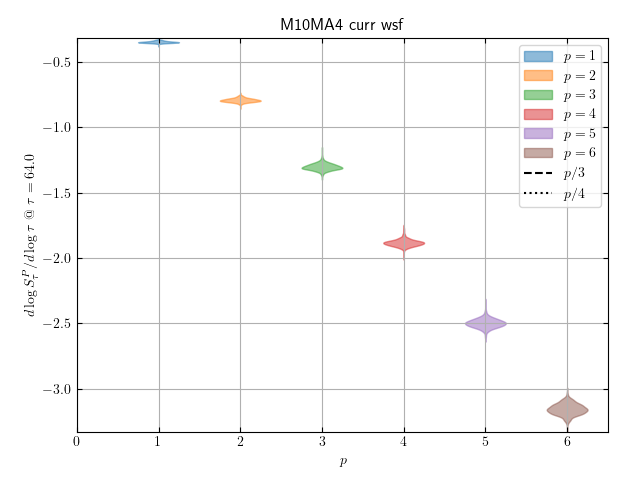 M10MA4 curr wsf
d log S_τ^P / d log τ @ τ = 64.0
−0.5
−1.0
−1.5
−2.0
−2.5
−3.0
0 1 2 3 4 5 6
p
p = 1
p = 2
p = 3
p = 4
p = 5
p = 6
p/3
p/4